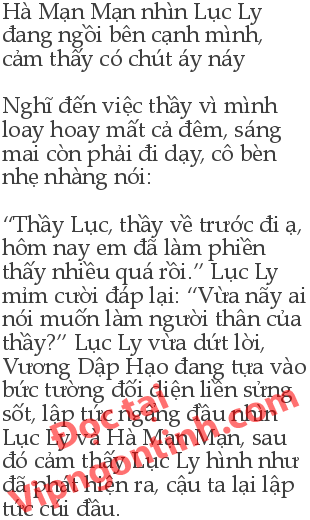 Hà Mạn Mạn nhìn Lục Ly
đang ngồi bên cạnh mình,
cảm thấy có chút áy náy
Nghĩ đến việc thầy vì mình
loay hoay mất cả đêm, sáng
mai còn phải đi dạy, cô bèn
nhẹ nhàng nói:
“Thầy Lục, thầy về trước đi ạ,
hôm nay em đã làm phiền
thấy nhiều quá rồi.” Lục Ly
mỉm cười đáp lại: “Vừa nãy ai
nói muốn làm người thân của
thầy?” Lục Ly vừa dứt lời,
Vương Dập Hạo đang tựa vào
bức tường đối diện liền sửng
sốt, lập tức ngẩng đầu nhìn
Lục Ly và Hà Mạn Mạn, sau
đó cảm thấy Lục Ly hình như
đã phát hiện ra, cậu ta lại lập
tức cúi đầu.
Đọc tại
Vipngontinh.com